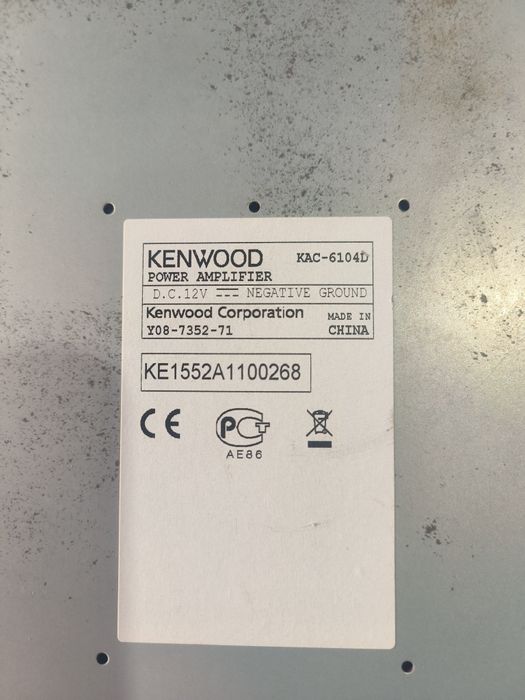 KENWOOD KAC-6104D
POWER AMPLIFIER
D.C.12V NEGATIVE GROUND
Kenwood Corporation MADE IN
Y08-7352-71 CHINA
KE1552A1100268
CE PCT
AE86